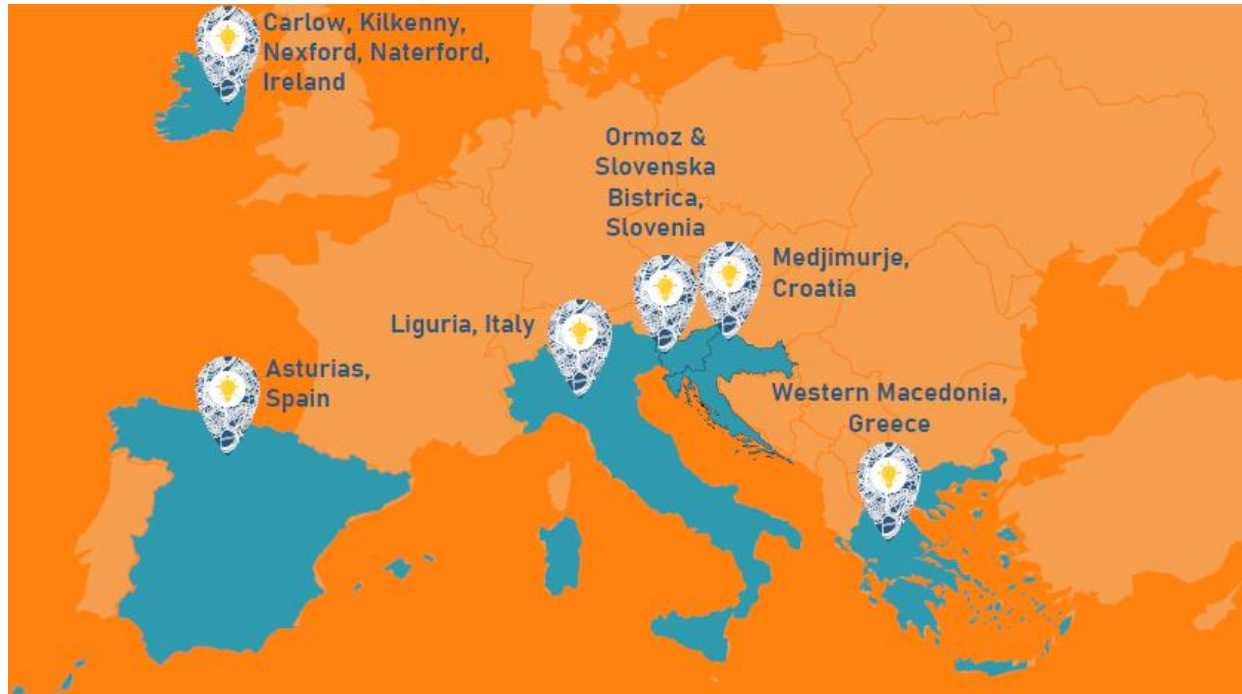 Carlow, Kilkenny,
Nexford, Naterford,
Ireland
Ormoz &
Slovenska
Bistrica,
Slovenia
Medjimurje,
Croatia
Liguria, Italy
Asturias,
Spain
Western Macedonia,
Greece